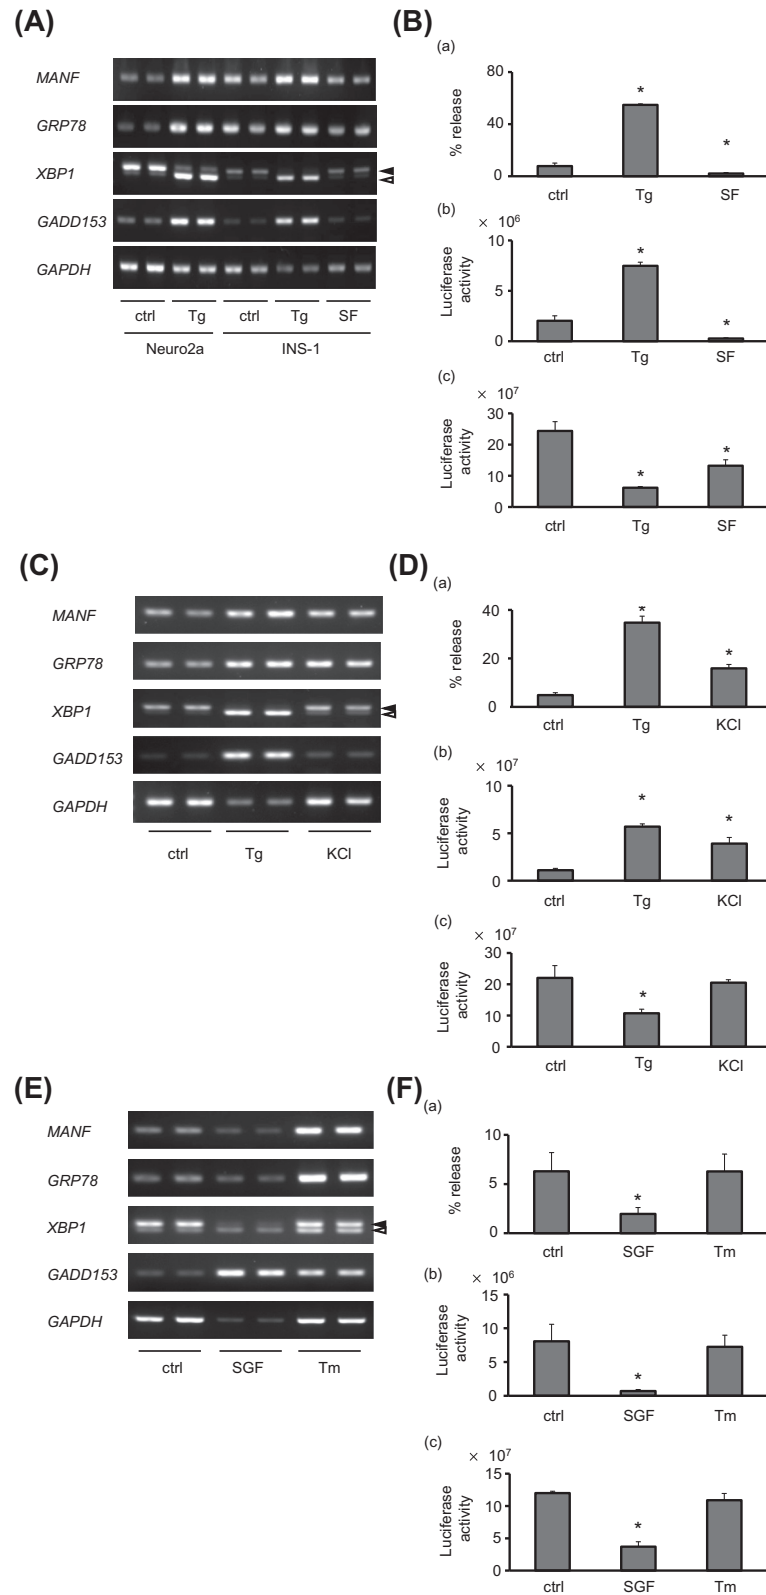 (A)
MANF
GRP78
XBP1
GADD153
GAPDH
ctrl Tg ctrl Tg SF
Neuro2a INS-1
(B)
(a)
% release
80
40
0
* *
ctrl Tg SF
(b)
× 10⁶
Luciferase
activity
10
5
0
* *
ctrl Tg SF
(c)
× 10⁷
Luciferase
activity
30
20
10
0
* *
ctrl Tg SF
(C)
MANF
GRP78
XBP1
GADD153
GAPDH
ctrl Tg KCl
(D)
(a)
% release
40
20
0
* *
ctrl Tg KCl
(b)
× 10⁷
Luciferase
activity
10
5
0
* *
ctrl Tg KCl
(c)
× 10⁷
Luciferase
activity
30
20
10
0
*
ctrl Tg KCl
(E)
MANF
GRP78
XBP1
GADD153
GAPDH
ctrl SGF Tm
(F)
(a)
% release
10
5
0
*
ctrl SGF Tm
(b)
× 10⁶
Luciferase
activity
15
10
5
0
*
ctrl SGF Tm
(c)
× 10⁷
Luciferase
activity
15
10
5
0
*
ctrl SGF Tm